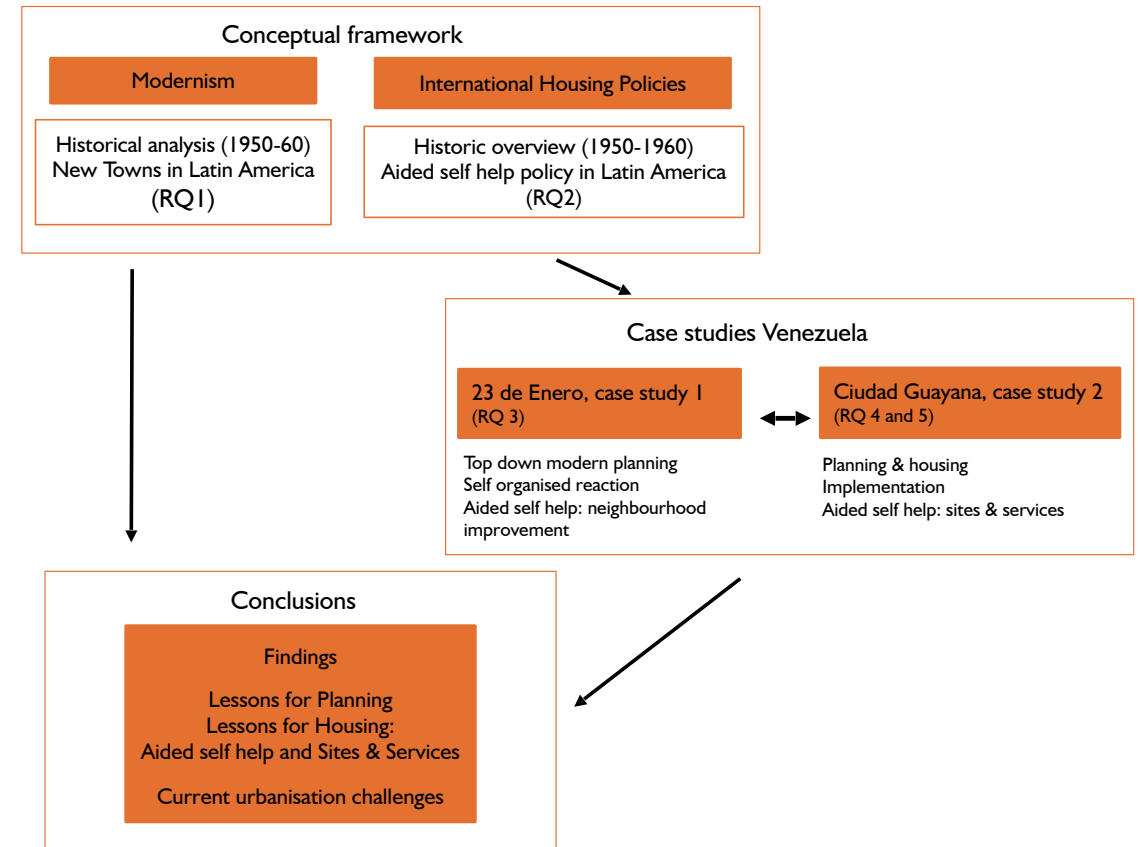 Conceptual framework
Modernism
International Housing Policies
Historical analysis (1950-60)
New Towns in Latin America
(RQ1)
Historic overview (1950-1960)
Aided self help policy in Latin America
(RQ2)
Case studies Venezuela
23 de Enero, case study 1
(RQ 3)
Ciudad Guayana, case study 2
(RQ 4 and 5)
Top down modern planning
Self organised reaction
Aided self help: neighbourhood
improvement
Planning & housing
Implementation
Aided self help: sites & services
Conclusions
Findings
Lessons for Planning
Lessons for Housing:
Aided self help and Sites & Services
Current urbanisation challenges